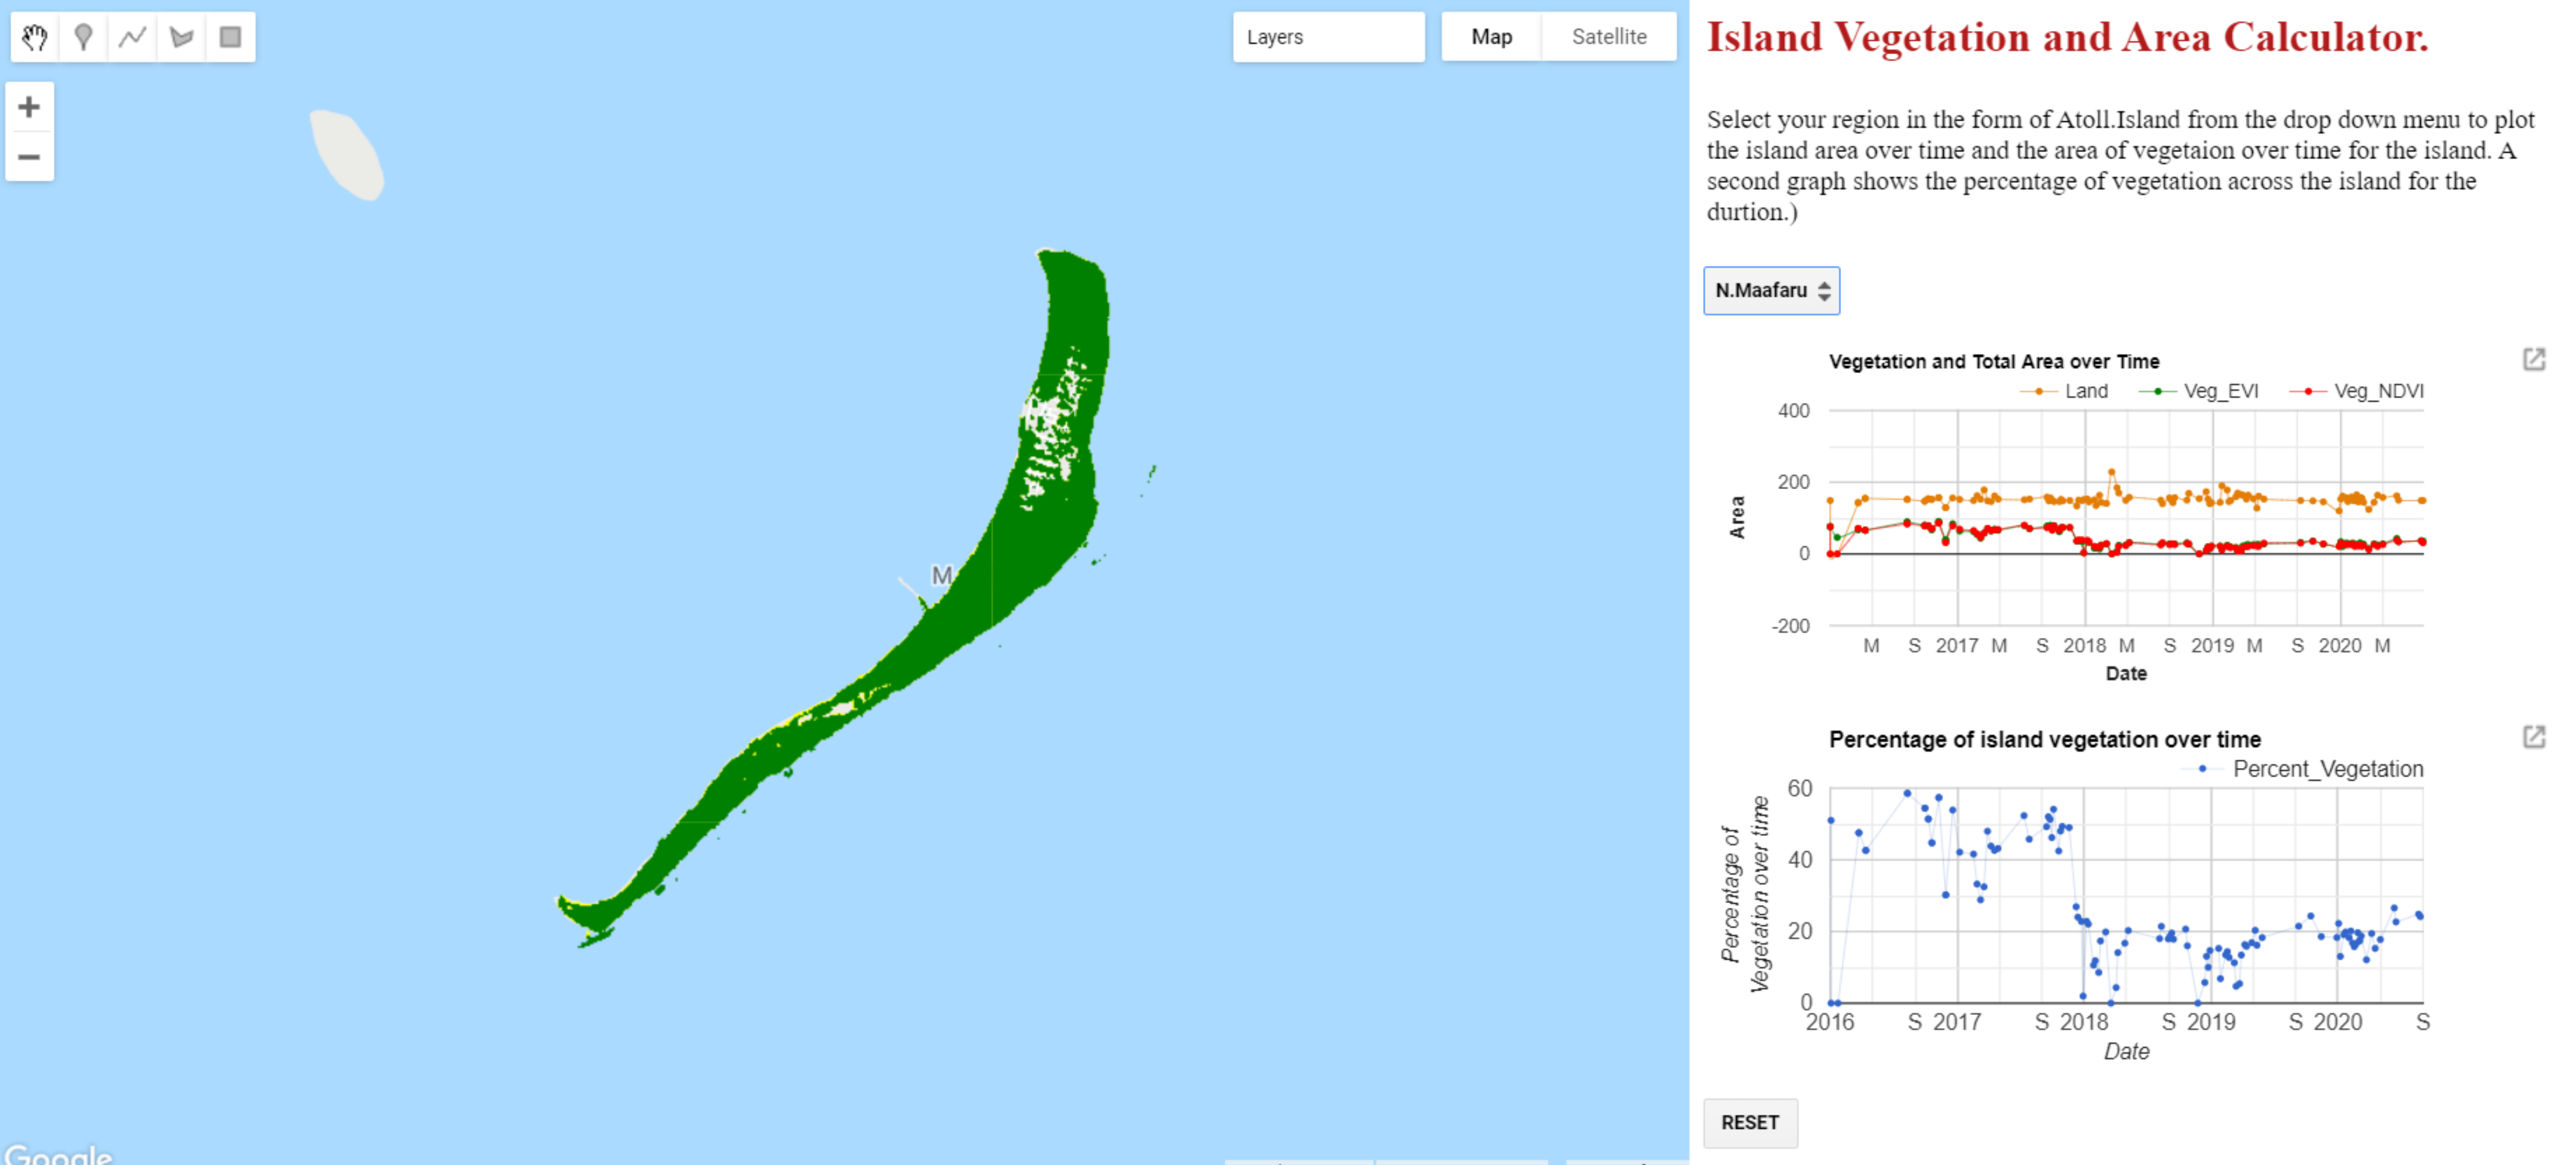 Layers
Map
Satellite
+
−
M
Google
Island Vegetation and Area Calculator.
Select your region in the form of Atoll.Island from the drop down menu to plot
the island area over time and the area of vegetaion over time for the island. A
second graph shows the percentage of vegetation across the island for the
durtion.)
N.Maafaru
Vegetation and Total Area over Time
Land Veg_EVI Veg_NDVI
400
200
0
-200
Area
M S 2017 M S 2018 M S 2019 M S 2020 M
Date
Percentage of island vegetation over time
Percent_Vegetation
60
40
20
0
Percentage of
Vegetation over time
2016 S 2017 S 2018 S 2019 S 2020 S
Date
RESET